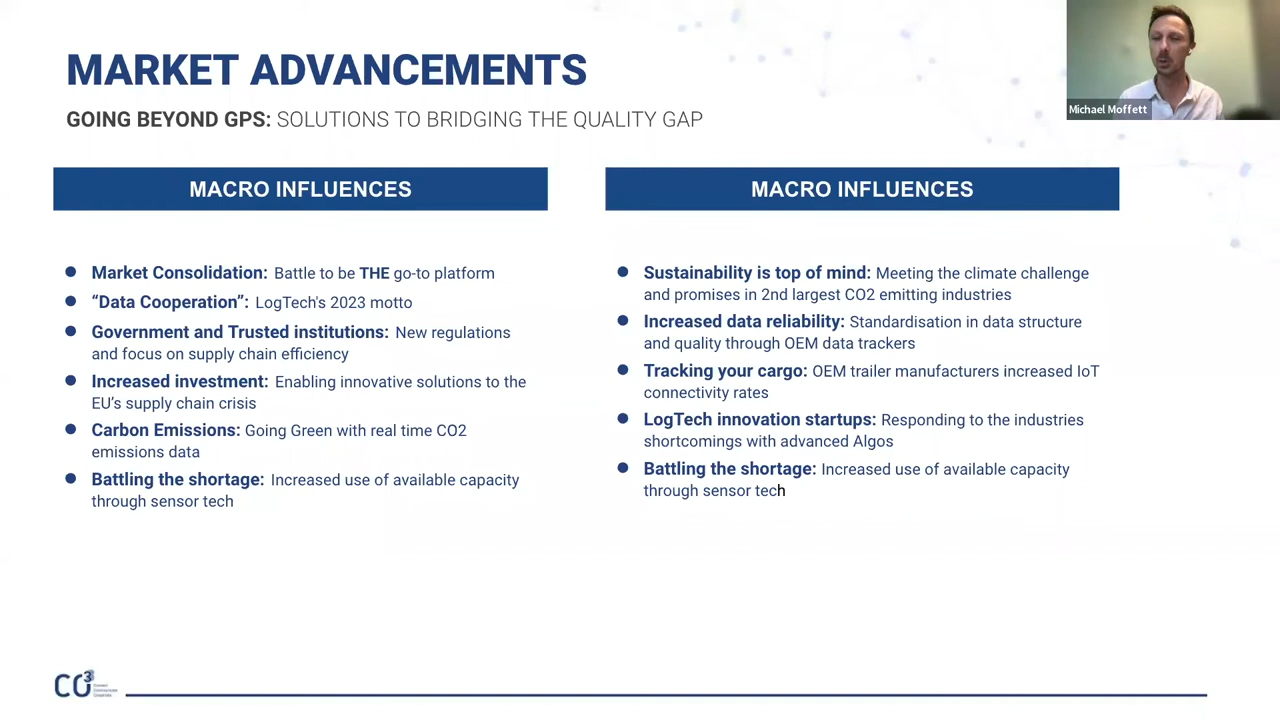 MARKET ADVANCEMENTS
GOING BEYOND GPS: SOLUTIONS TO BRIDGING THE QUALITY GAP
Michael Moffett
MACRO INFLUENCES
Market Consolidation: Battle to be THE go-to platform
“Data Cooperation”: LogTech's 2023 motto
Government and Trusted institutions: New regulations
and focus on supply chain efficiency
Increased investment: Enabling innovative solutions to the
EU’s supply chain crisis
Carbon Emissions: Going Green with real time CO2
emissions data
Battling the shortage: Increased use of available capacity
through sensor tech
MACRO INFLUENCES
Sustainability is top of mind: Meeting the climate challenge
and promises in 2nd largest CO2 emitting industries
Increased data reliability: Standardisation in data structure
and quality through OEM data trackers
Tracking your cargo: OEM trailer manufacturers increased IoT
connectivity rates
LogTech innovation startups: Responding to the industries
shortcomings with advanced Algos
Battling the shortage: Increased use of available capacity
through sensor tech
CO3